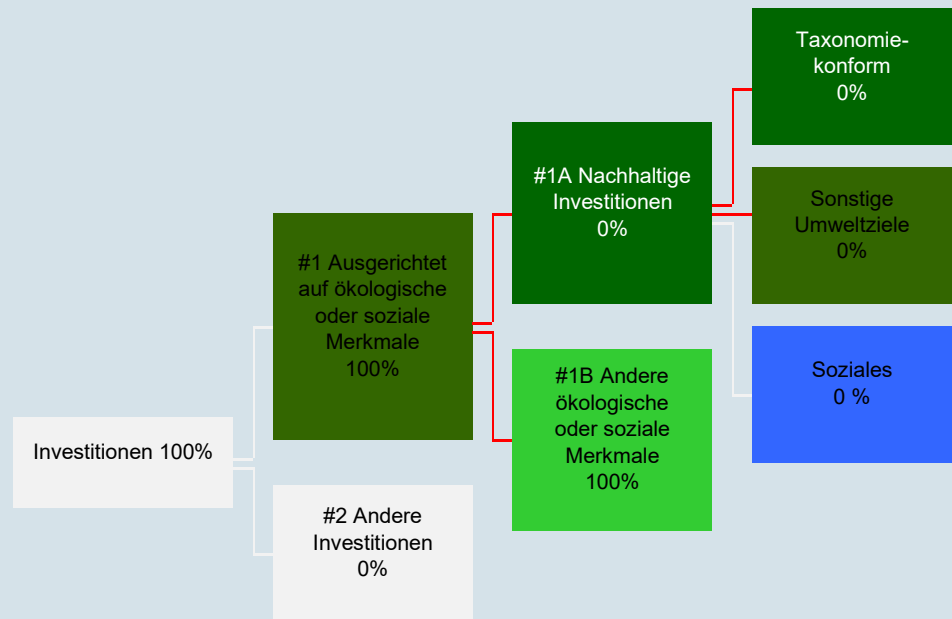 Investitionen 100%
#1 Ausgerichtet
auf ökologische
oder soziale
Merkmale
100%
#2 Andere
Investitionen
0%
#1A Nachhaltige
Investitionen
0%
#1B Andere
ökologische
oder soziale
Merkmale
100%
Taxonomie-
konform
0%
Sonstige
Umweltziele
0%
Soziales
0 %